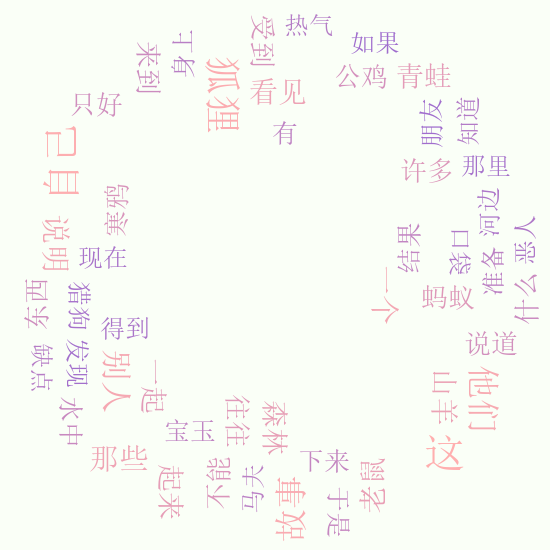 热气
受到
身上
如果
来到
狐狸
看见
公鸡
青蛙
只好
有
朋友
知道
自己
许多
那里
寒鸦
说明
现在
结果
袋口
河边
准备
恶人
什么
东西
猎狗
得到
一个
蚂蚁
缺点
发现
别人
一起
说道
山羊
他们
水中
宝玉
往往
森林
这
那些
起来
不能
马夫
故事
下来
于是
老鼠